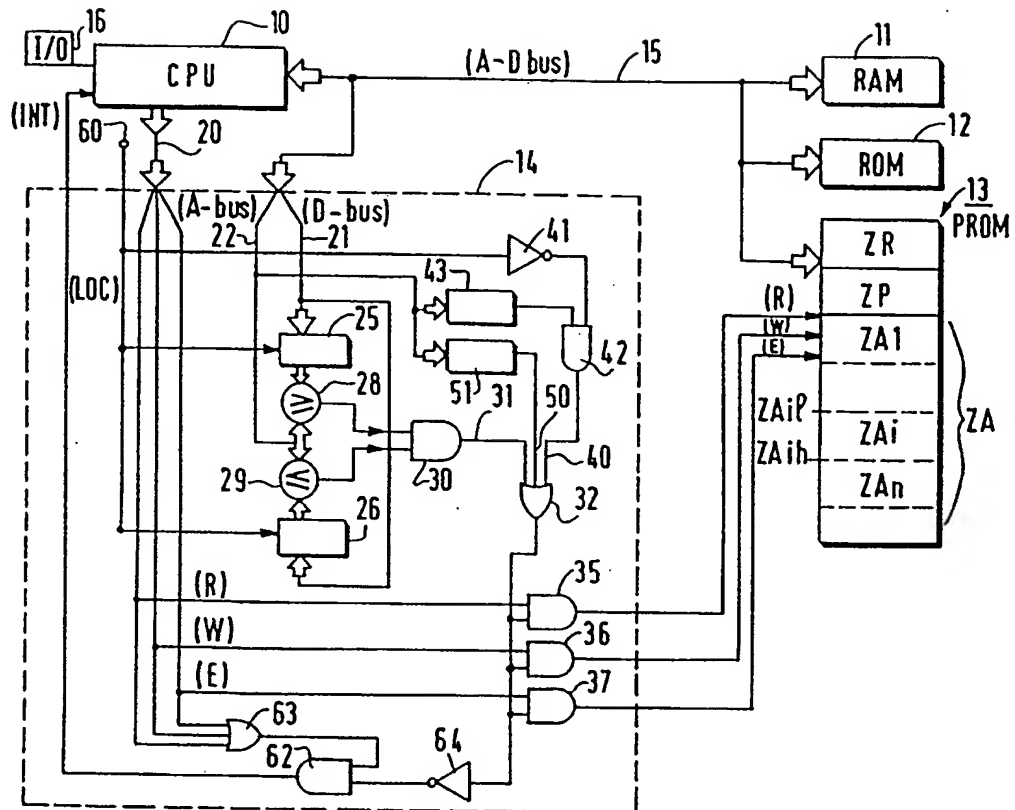 16
10
I/O
CPU
(A-D bus)
15
11
RAM
12
ROM
13
PROM
(INT)
60
20
14
(A-bus)
(D-bus)
22
21
41
43
(LOC)
25
51
42
28
31
50
29
30
40
26
32
ZR
ZP
(R)
(W)
(E)
ZA1
ZAiℓ
ZAi
ZAih
ZAn
ZA
(R)
35
(W)
36
(E)
37
63
62
64